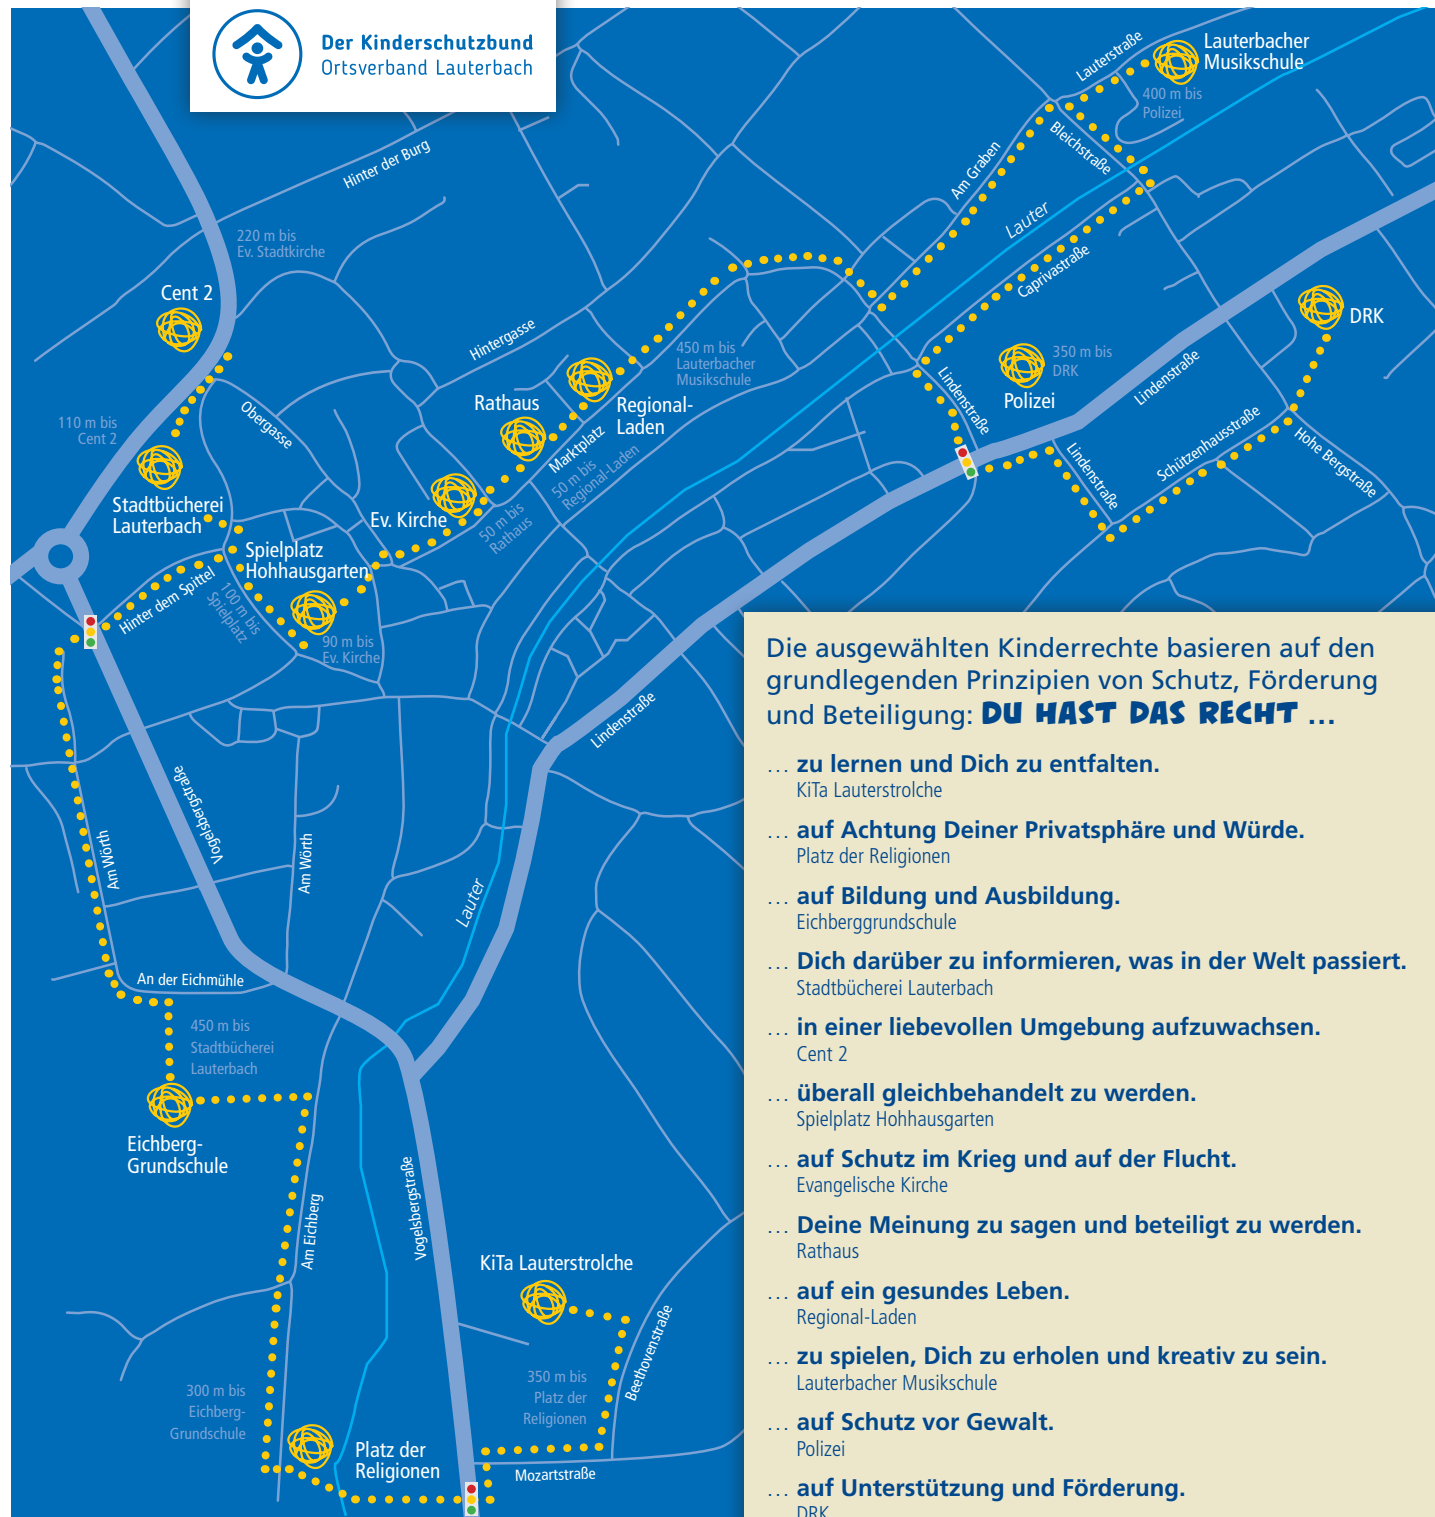 Der Kinderschutzbund
Ortsverband Lauterbach
Lauterstraße
Lauterbacher
Musikschule
400 m bis
Polizei
Bleichstraße
Hinter der Burg
Am Graben
Lauter
220 m bis
Ev. Stadtkirche
Caprivastraße
Cent 2
Hintergasse
450 m bis
Lauterbacher
Musikschule
350 m bis
DRK
DRK
Polizei
Lindenstraße
Lindenstraße
Rathaus
Regional-
Laden
Obergasse
110 m bis
Cent 2
Marktplatz
50 m bis
Regional-Laden
Lindenstraße
Schützenhausstraße
Hohe Bergstraße
Stadtbücherei
Lauterbach
Ev. Kirche
50 m bis
Rathaus
Spielplatz
Hohhausgarten
Hinter dem Spittel
100 m bis
Spielplatz
90 m bis
Ev. Kirche
Lindenstraße
Vogelsbergstraße
Am Wörth
Am Wörth
Lauter
An der Eichmühle
450 m bis
Stadtbücherei
Lauterbach
Eichberg-
Grundschule
Am Eichberg
Vogelsbergstraße
KiTa Lauterstrolche
Beethovenstraße
350 m bis
Platz der
Religionen
300 m bis
Eichberg-
Grundschule
Platz der
Religionen
Mozartstraße
Die ausgewählten Kinderrechte basieren auf den
grundlegenden Prinzipien von Schutz, Förderung
und Beteiligung: DU HAST DAS RECHT ...
... zu lernen und Dich zu entfalten.
KiTa Lauterstrolche
... auf Achtung Deiner Privatsphäre und Würde.
Platz der Religionen
... auf Bildung und Ausbildung.
Eichberggrundschule
... Dich darüber zu informieren, was in der Welt passiert.
Stadtbücherei Lauterbach
... in einer liebevollen Umgebung aufzuwachsen.
Cent 2
... überall gleichbehandelt zu werden.
Spielplatz Hohhausgarten
... auf Schutz im Krieg und auf der Flucht.
Evangelische Kirche
... Deine Meinung zu sagen und beteiligt zu werden.
Rathaus
... auf ein gesundes Leben.
Regional-Laden
... zu spielen, Dich zu erholen und kreativ zu sein.
Lauterbacher Musikschule
... auf Schutz vor Gewalt.
Polizei
... auf Unterstützung und Förderung.
DRK